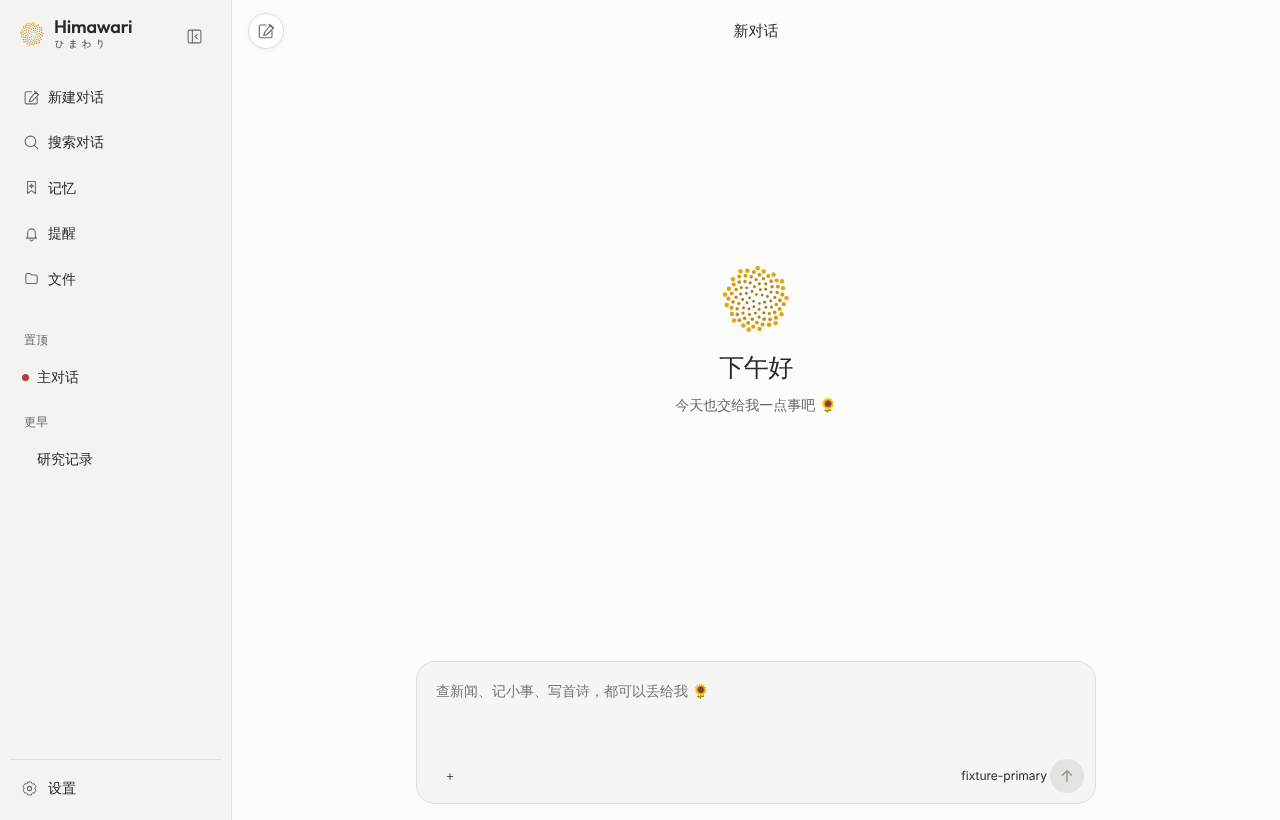 Himawari
ひまわり
新建对话
搜索对话
记忆
提醒
文件
置顶
主对话
更早
研究记录
设置
新对话
下午好
今天也交给我一点事吧 🌻
查新闻、记小事、写首诗，都可以丢给我 🌻
+
fixture-primary